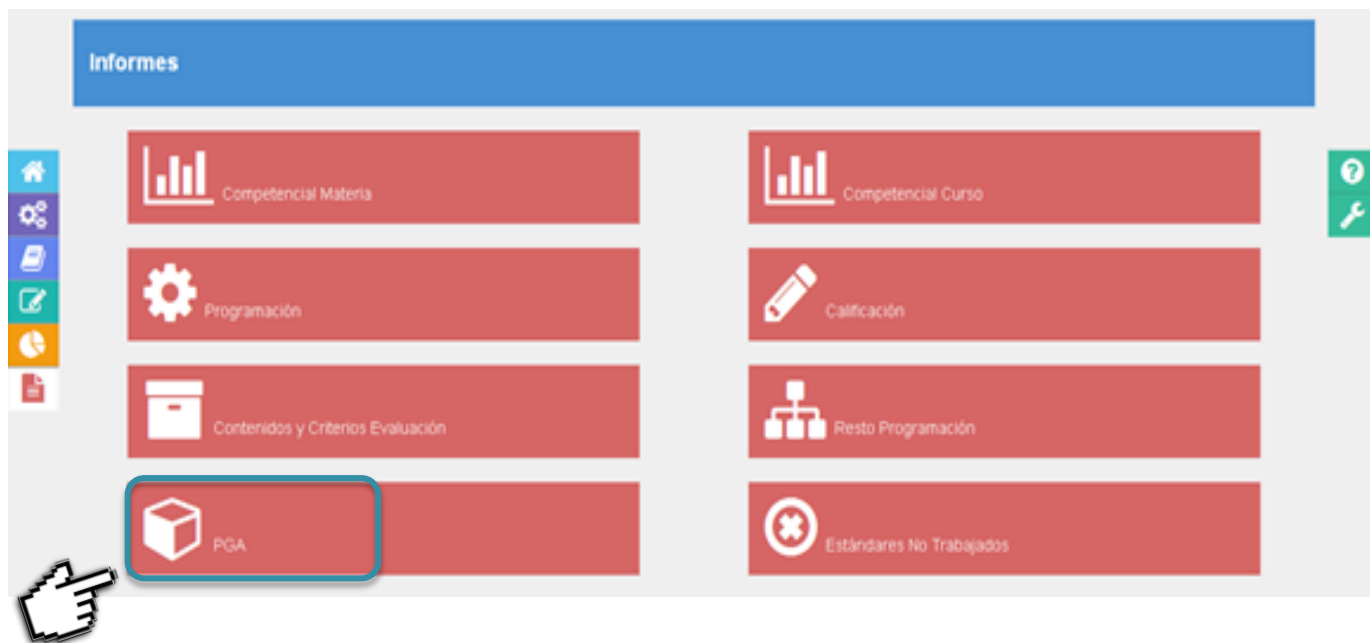 Informes
Competencial Materia
Competencial Curso
Programación
Calificación
Contenidos y Criterios Evaluación
Resto Programación
PGA
Estándares No Trabajados